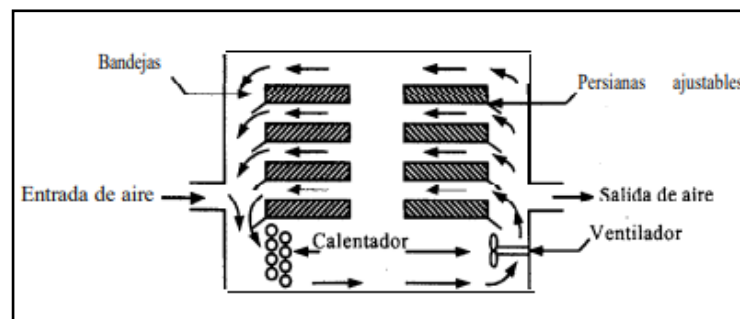 Bandejas
Persianas ajustables
Entrada de aire
Salida de aire
Calentador
Ventilador